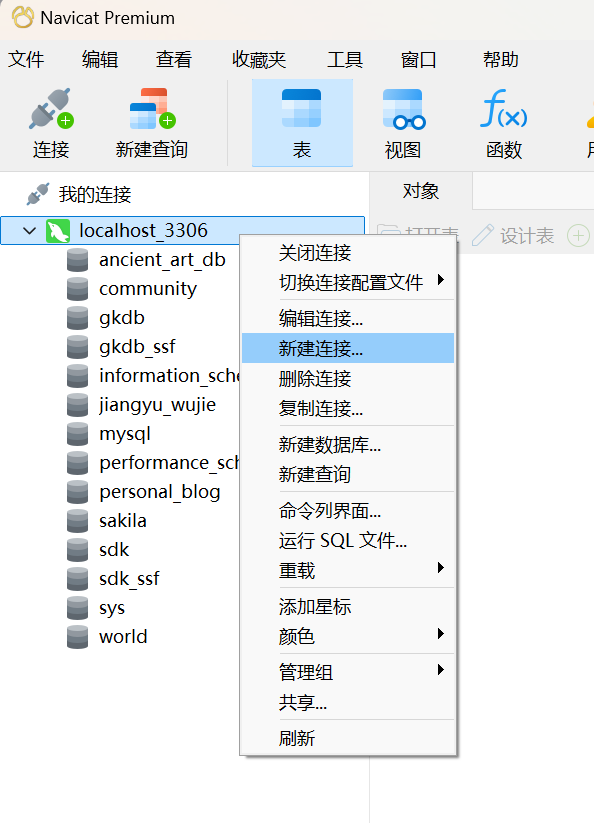 Navicat Premium
文件 编辑 查看 收藏夹 工具 窗口 帮助
连接 新建查询 表 视图 函数
我的连接
对象
localhost_3306
打开表 设计表
ancient_art_db
community
gkdb
gkdb_ssf
information_sche
jiangyu_wujie
mysql
performance_sch
personal_blog
sakila
sdk
sdk_ssf
sys
world
关闭连接
切换连接配置文件
编辑连接...
新建连接...
删除连接
复制连接...
新建数据库...
新建查询
命令列界面...
运行 SQL 文件...
重载
添加星标
颜色
管理组
共享...
刷新